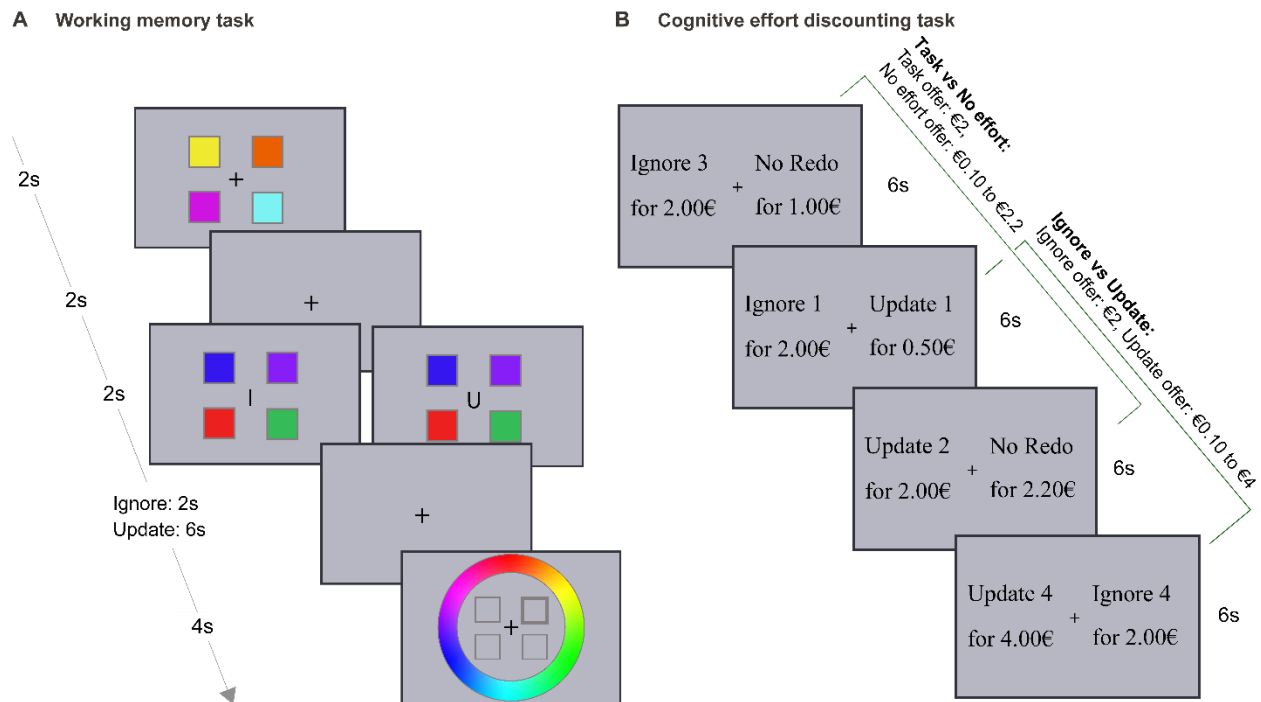 A Working memory task
2s
+
2s
+
2s
I
U
Ignore: 2s
Update: 6s
+
4s
+
B Cognitive effort discounting task
Task vs No effort:
Task offer: €2,
No effort offer: €0.10 to €2.2
Ignore vs Update:
Ignore offer: €2, Update offer: €0.10 to €4
Ignore 3 + No Redo
for 2.00€ for 1.00€
6s
Ignore 1 + Update 1
for 2.00€ for 0.50€
6s
Update 2 + No Redo
for 2.00€ for 2.20€
6s
Update 4 + Ignore 4
for 4.00€ for 2.00€
6s